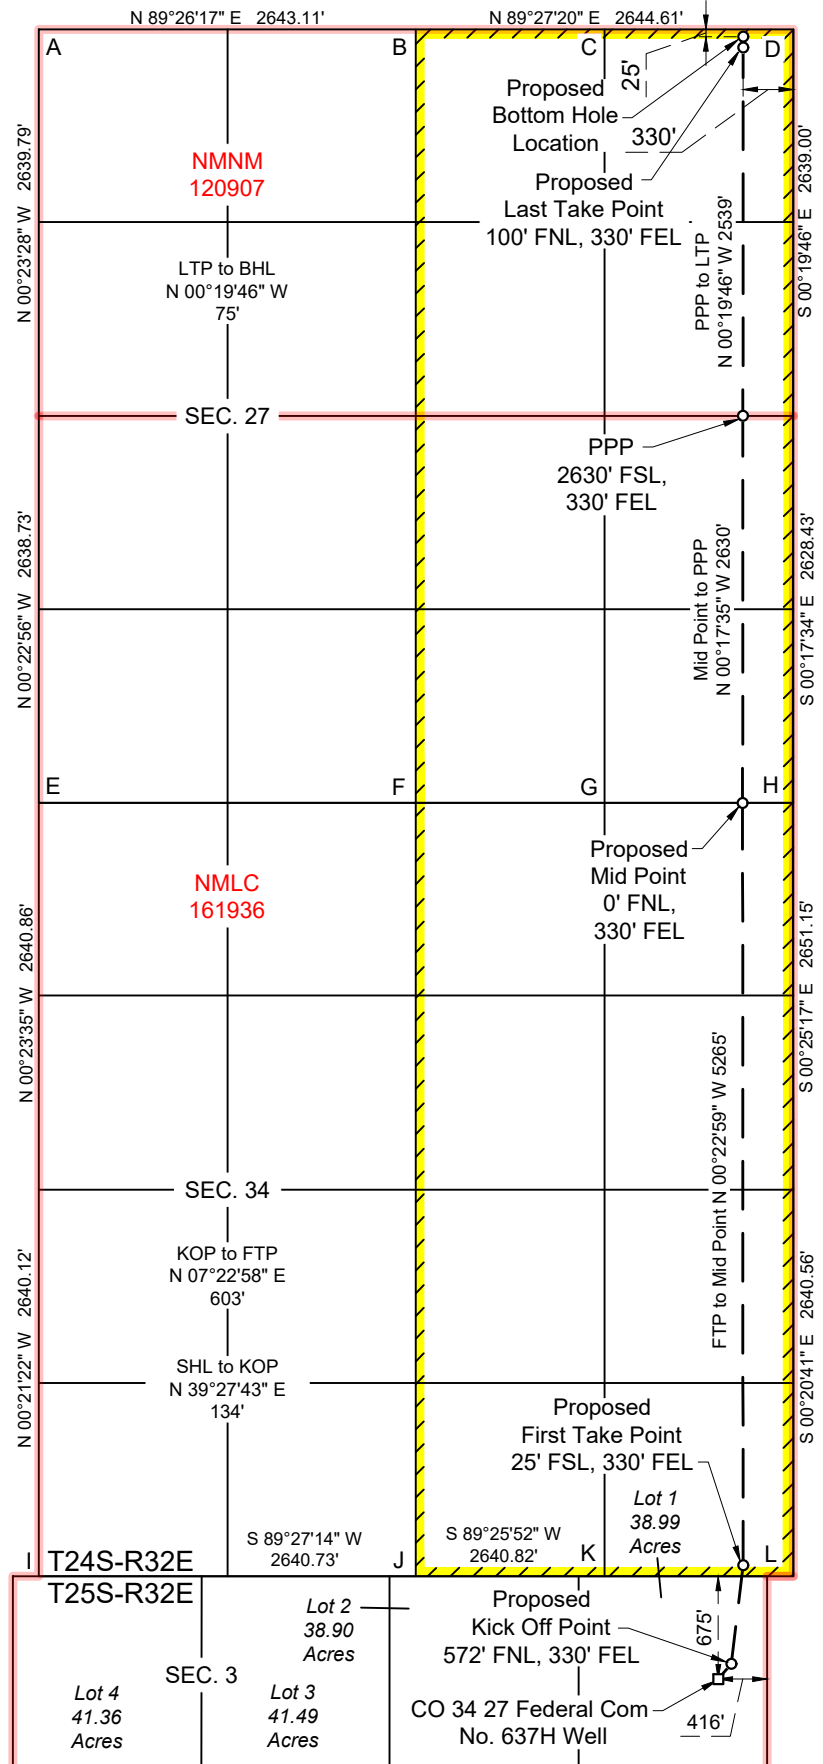 N 89°26'17" E 2643.11'
N 89°27'20" E 2644.61'
A
B
C
D
25'
Proposed
Bottom Hole
Location
330'
NMNM
120907
Proposed
Last Take Point
100' FNL, 330' FEL
N 00°23'28" W 2639.79'
S 00°19'46" E 2639.00'
LTP to BHL
N 00°19'46" W
75'
PPP to LTP
N 00°19'46" W 2539'
SEC. 27
PPP
2630' FSL,
330' FEL
N 00°22'56" W 2638.73'
Mid Point to PPP
N 00°17'35" W 2630'
S 00°17'34" E 2628.43'
E
F
G
H
NMLC
161936
Proposed
Mid Point
0' FNL,
330' FEL
N 00°23'35" W 2640.86'
S 00°25'17" E 2651.15'
FTP to Mid Point N 00°22'59" W 5265'
SEC. 34
KOP to FTP
N 07°22'58" E
603'
N 00°21'22" W 2640.12'
S 00°20'41" E 2640.56'
SHL to KOP
N 39°27'43" E
134'
Proposed
First Take Point
25' FSL, 330' FEL
Lot 1
38.99
Acres
S 89°27'14" W
2640.73'
S 89°25'52" W
2640.82'
I
T24S-R32E
J
K
L
T25S-R32E
Lot 2
38.90
Acres
Proposed
Kick Off Point
572' FNL, 330' FEL
675'
SEC. 3
Lot 4
41.36
Acres
Lot 3
41.49
Acres
CO 34 27 Federal Com
No. 637H Well
416'